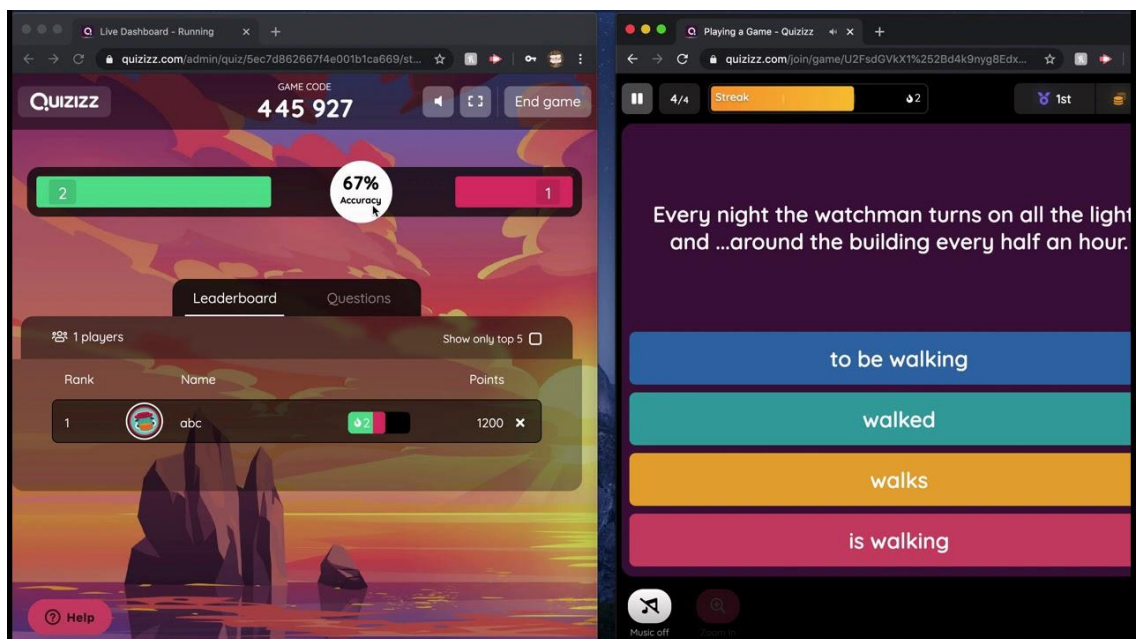 Live Dashboard - Running
quizizz.com/admin/quiz/5ec7d862667f4e001b1ca669/st...
QUIZIZZ
GAME CODE
445 927
End game
2
67%
Accuracy
1
Leaderboard
Questions
1 players
Show only top 5
Rank
Name
Points
1
abc
2
1200
Help
Playing a Game - Quizizz
quizizz.com/join/game/U2FsdGVkX1%252Bd4k9nyg8Edx...
4/4
Streak
2
1st
Every night the watchman turns on all the light
and ...around the building every half an hour.
to be walking
walked
walks
is walking
Music off
Zoom in